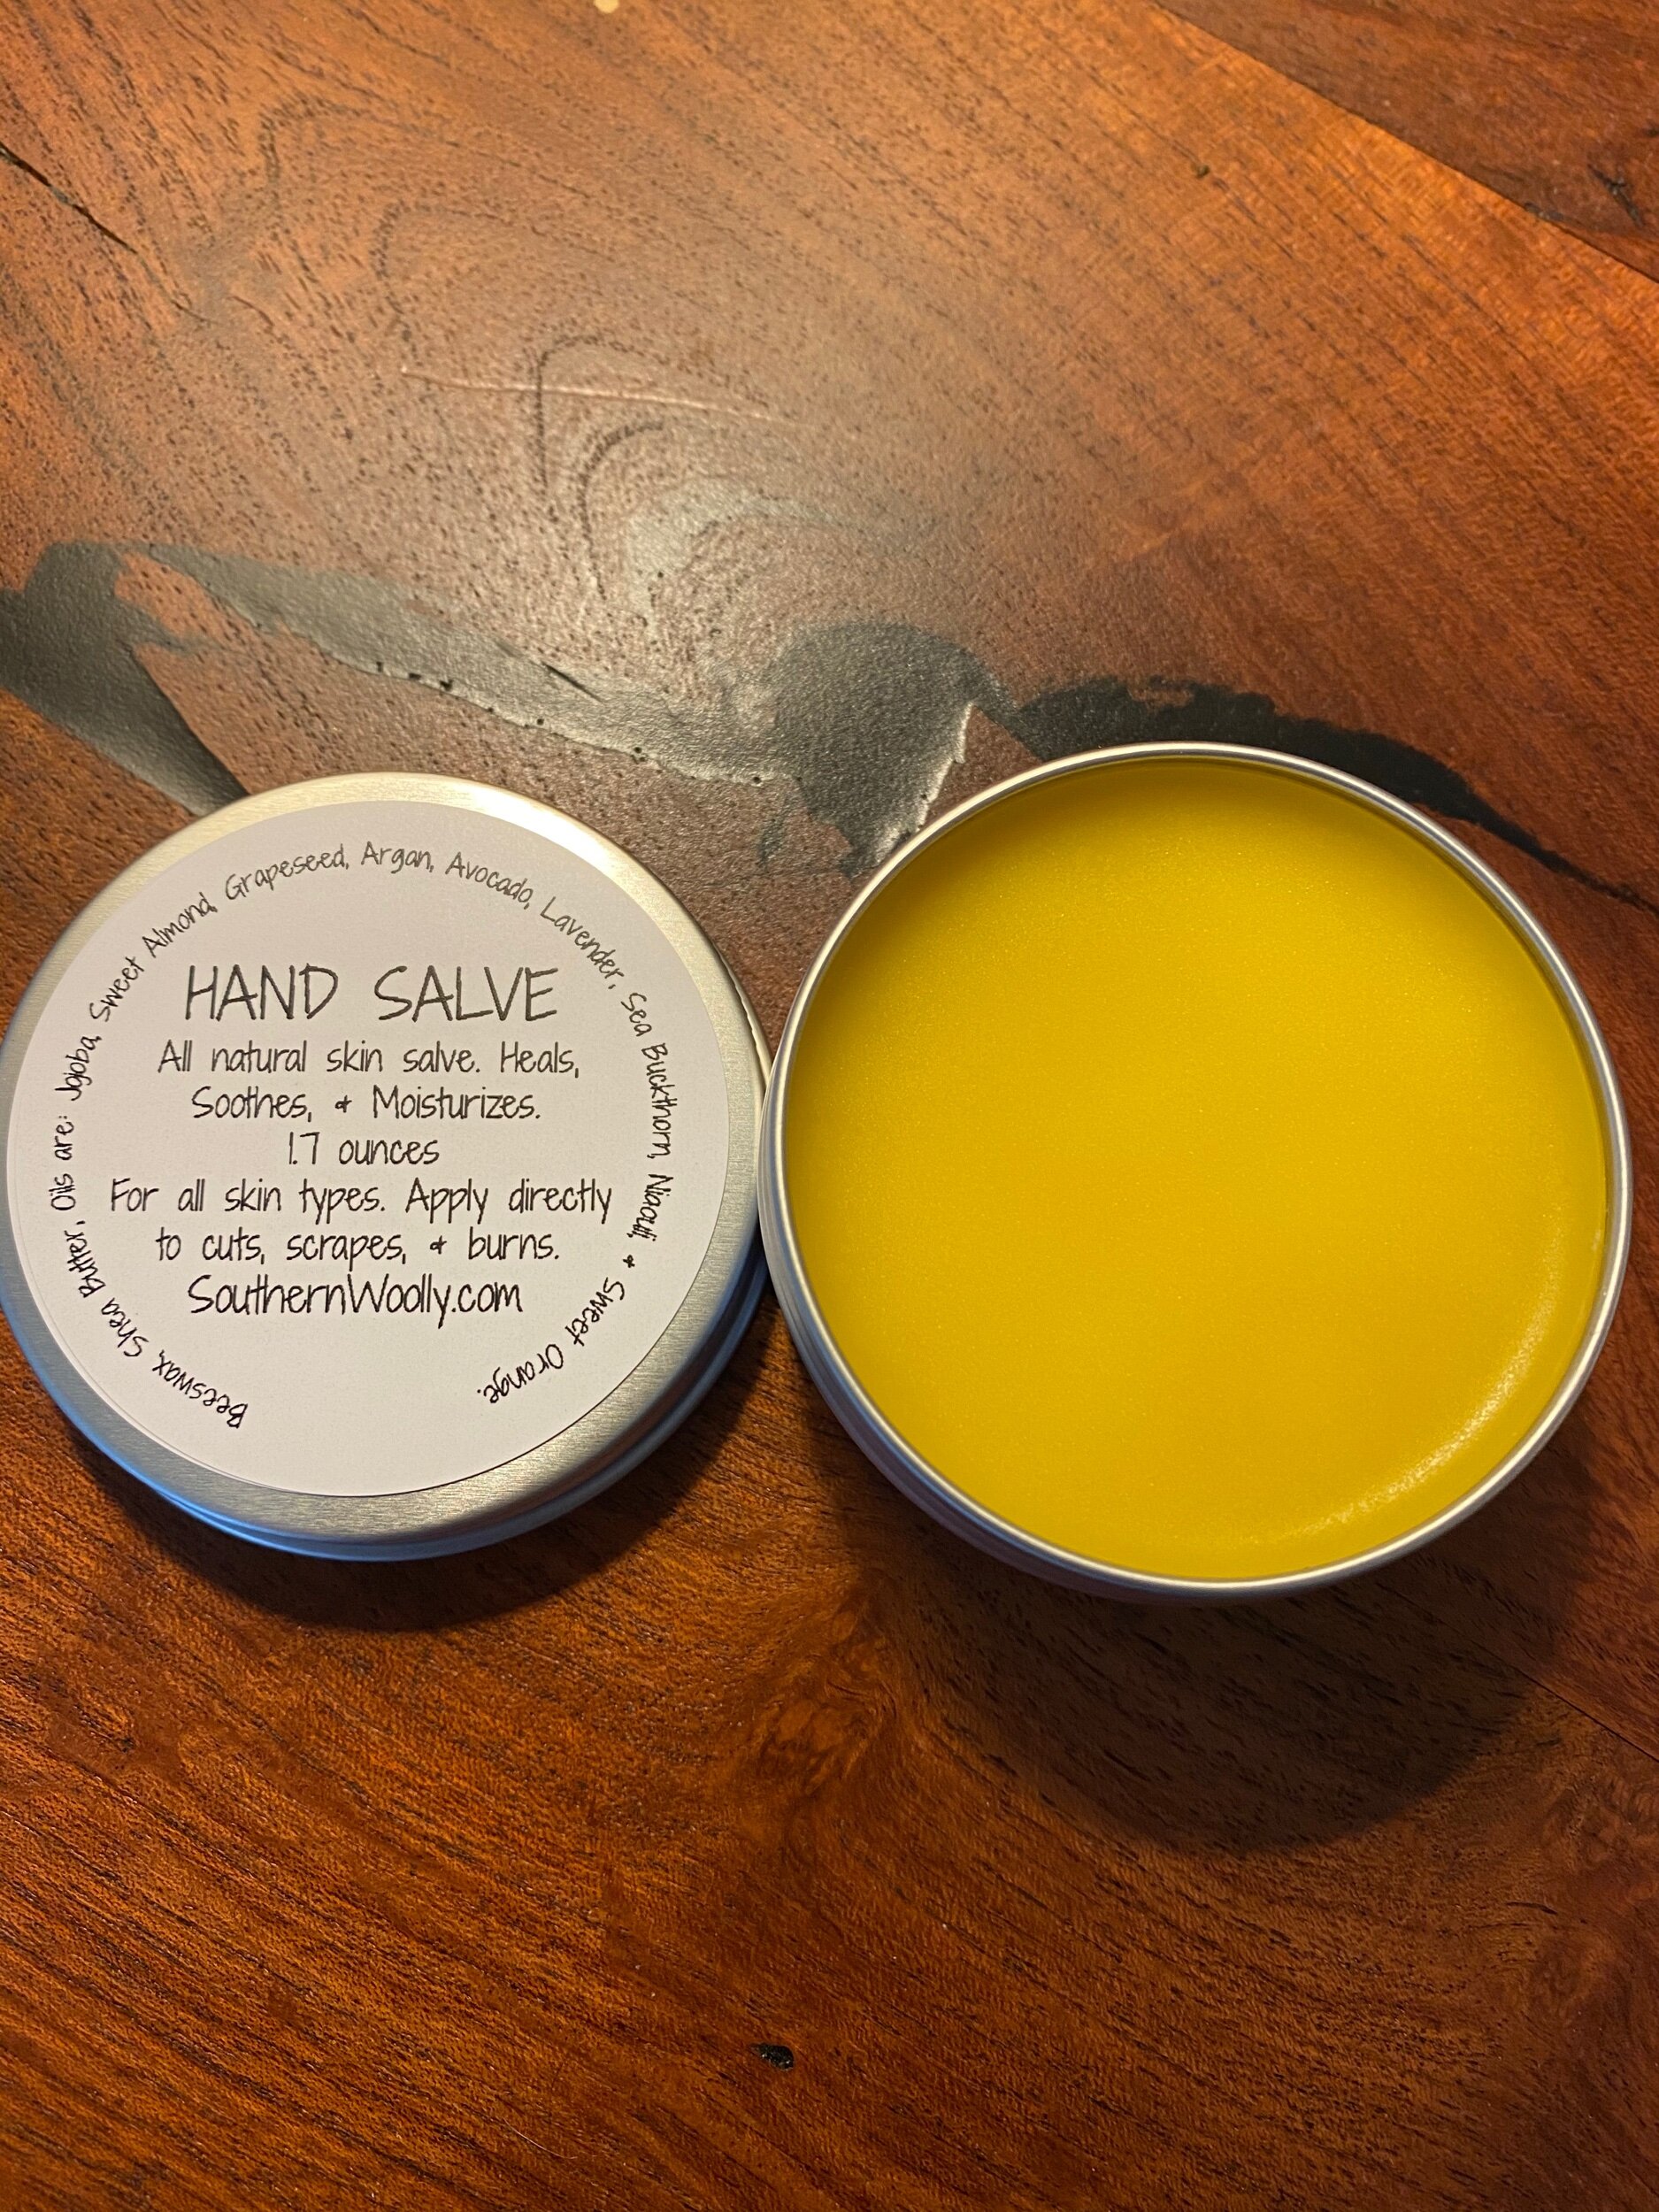 HAND SALVE
All natural skin salve. Heals,
Soothes, & Moisturizes.
1.7 ounces
For all skin types. Apply directly
to cuts, scrapes, & burns.
SouthernWoolly.com
Beeswax, Shea Butter, Oils are: Jojoba, Sweet Almond, Grapeseed, Argan, Avocado, Lavender, Sea Buckthorn, Niaouli, & Sweet Orange.